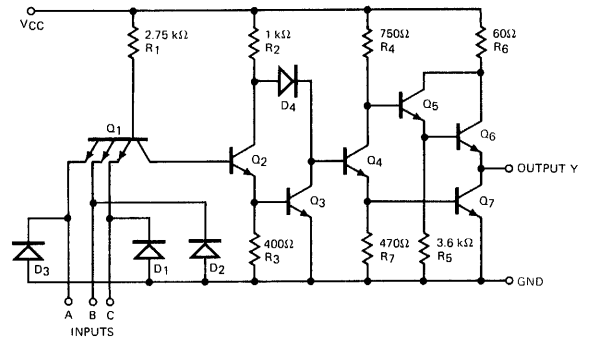 VCC
2.75 kΩ
R1
1 kΩ
R2
750Ω
R4
60Ω
R6
D4
Q5
Q1
Q6
Q2
Q4
OUTPUT Y
Q3
Q7
D3
D1
D2
400Ω
R3
470Ω
R7
3.6 kΩ
R5
GND
A B C
INPUTS